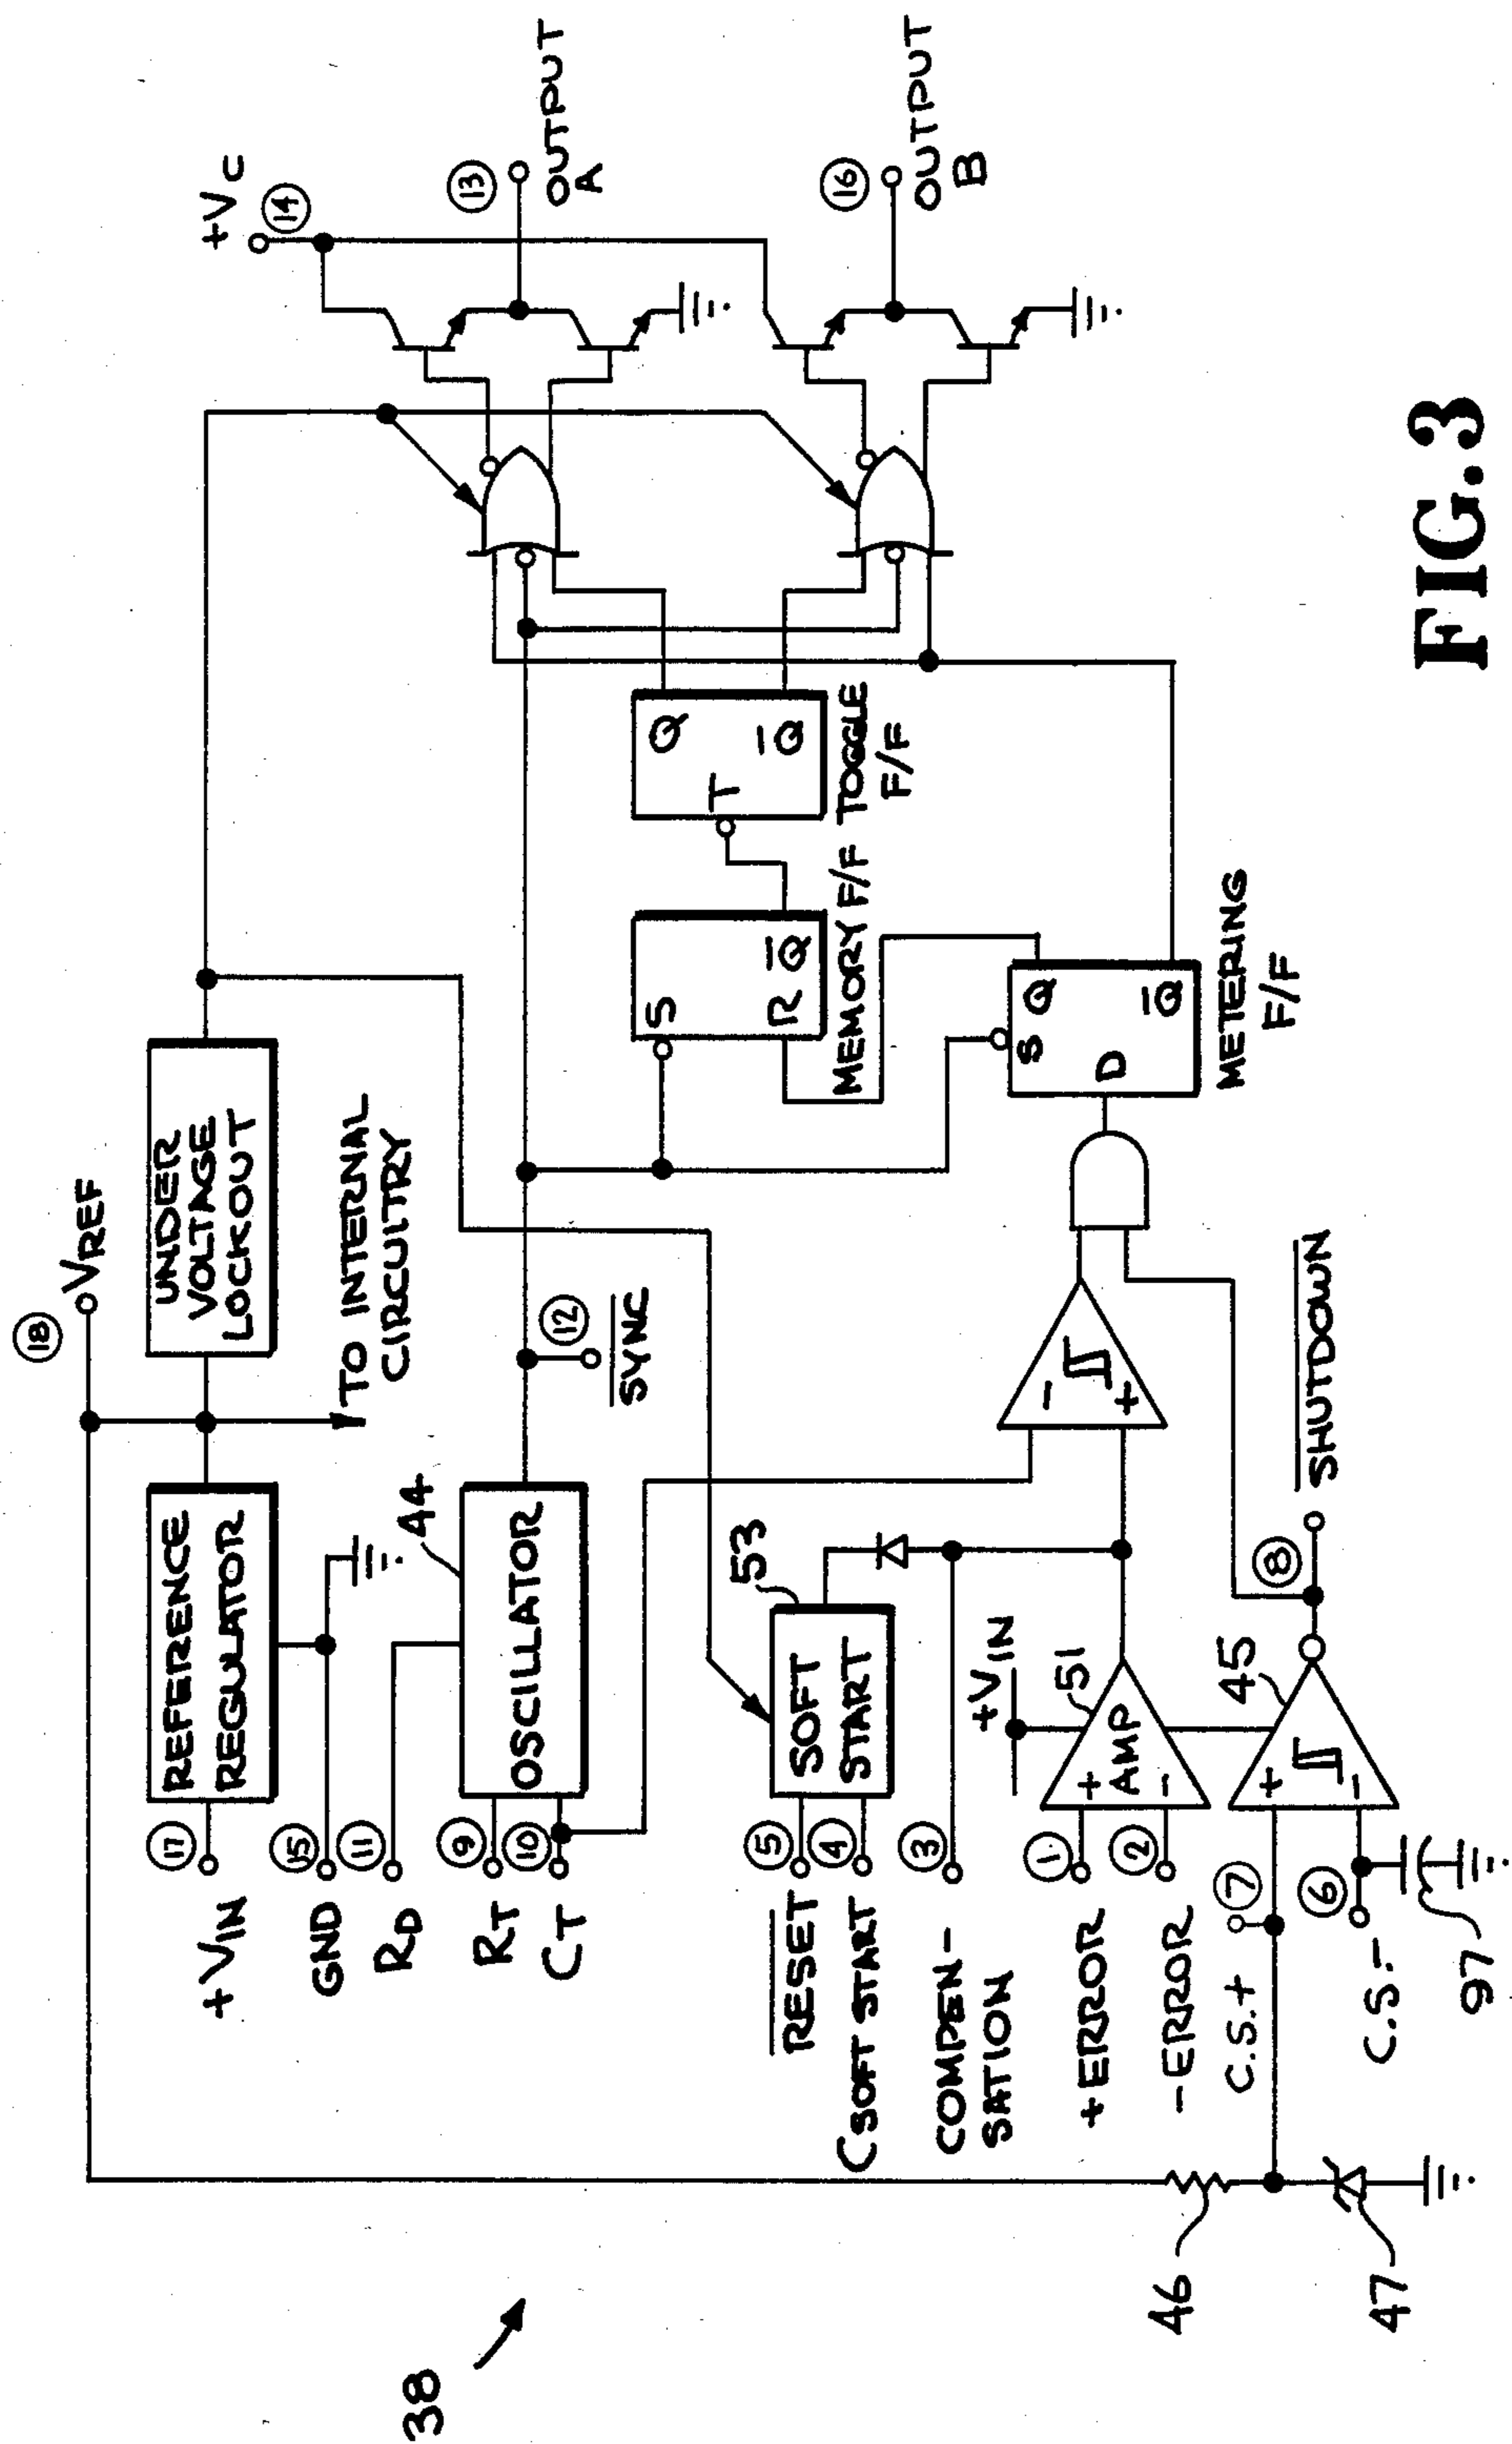 38
18
VREF
+VC
14
17
+VIN
REFERENCE
REGULATOR
UNDER
VOLTAGE
LOCKOUT
TO INTERNAL
CIRCUITRY
15
GND
11
RD
44
9
RT
10
CT
OSCILLATOR
12
SYNC
13
OUTPUT
A
16
OUTPUT
B
5
RESET
4
CSOFT START
SOFT
START
53
3
COMPEN-
SATION
S
R
Q
MEMORY F/F
T
Q
Q
TOGGLE
F/F
+VIN
51
1
+ERROR
2
-ERROR
+
AMP
-
-
+
S
Q
D
Q
METERING
F/F
7
C.S.+
6
C.S.-
+
-
45
8
SHUTDOWN
97
46
47
FIG.3